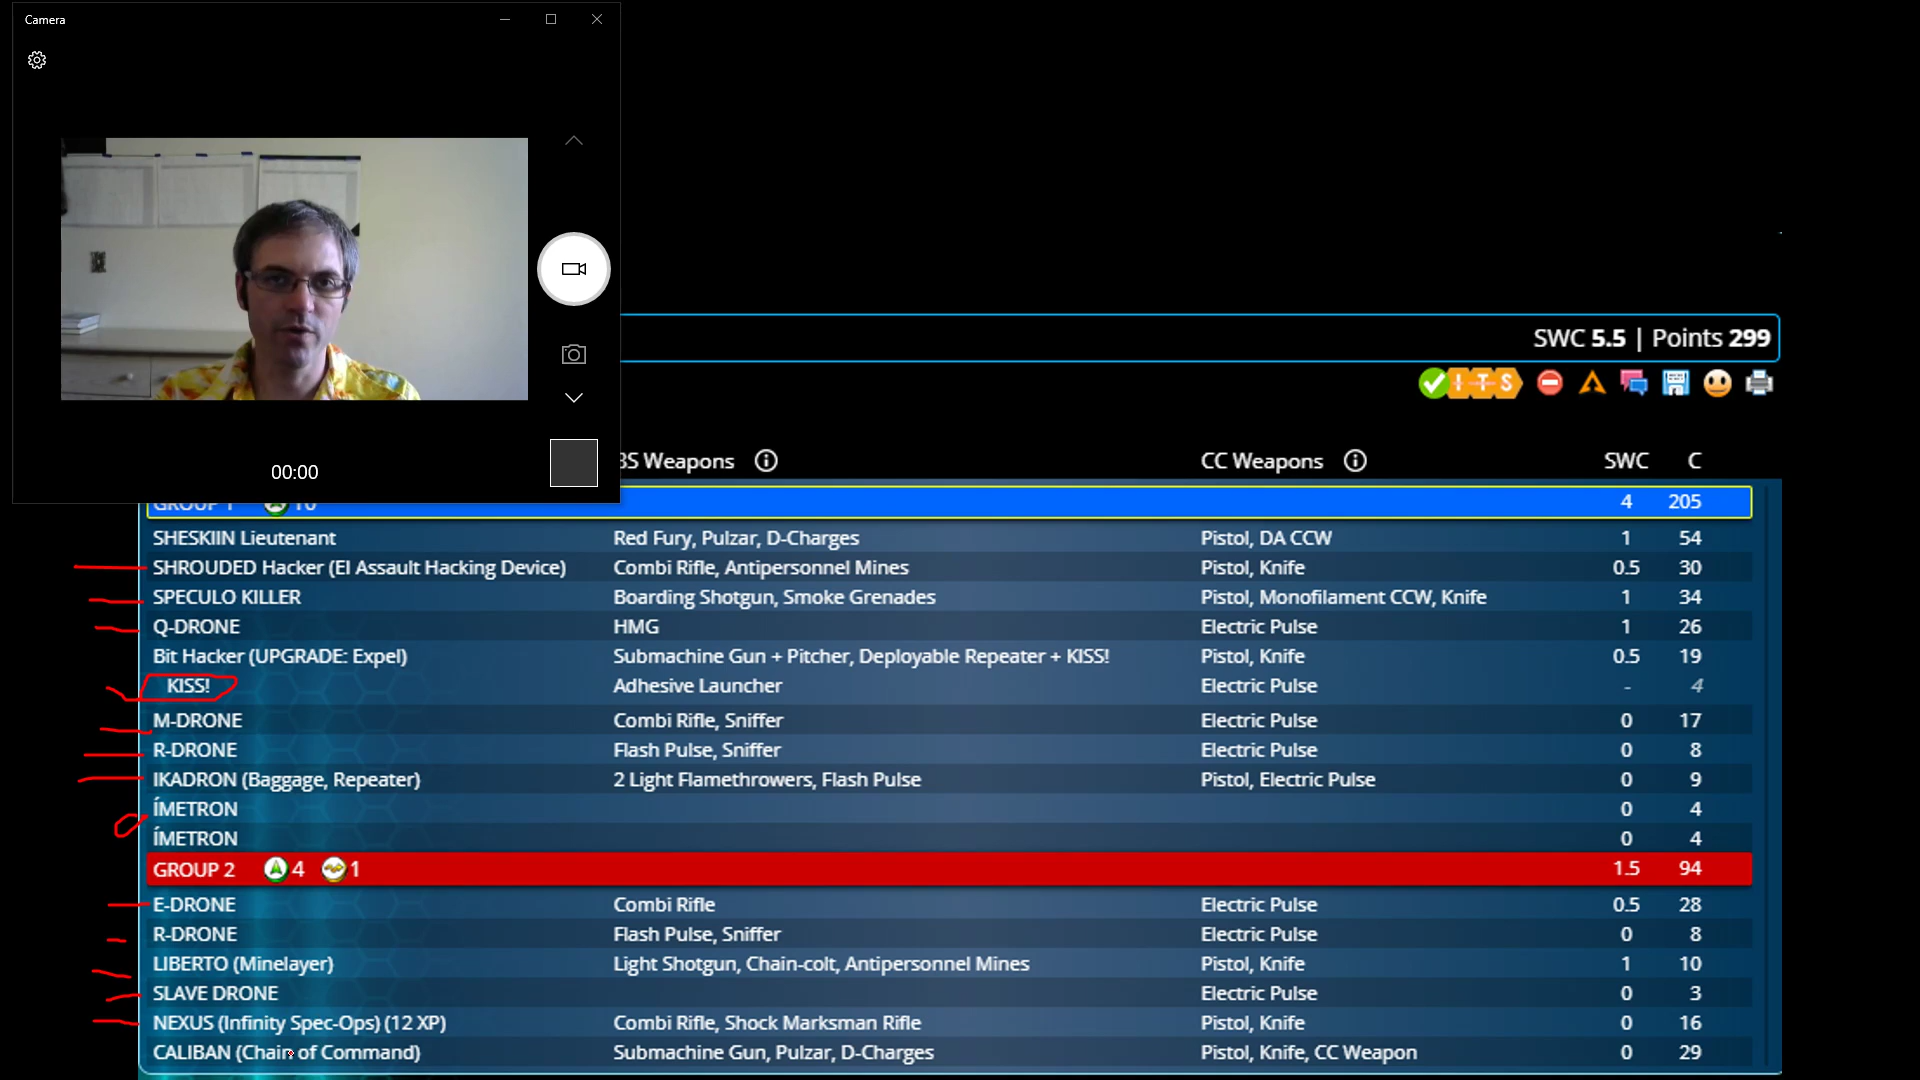 Camera
00:00
SWC 5.5 | Points 299
ITS
BS Weapons CC Weapons SWC C
GROUP 1 10 4 205
SHESKIIN Lieutenant Red Fury, Pulzar, D-Charges Pistol, DA CCW 1 54
SHROUDED Hacker (EI Assault Hacking Device) Combi Rifle, Antipersonnel Mines Pistol, Knife 0.5 30
SPECULO KILLER Boarding Shotgun, Smoke Grenades Pistol, Monofilament CCW, Knife 1 34
Q-DRONE HMG Electric Pulse 1 26
Bit Hacker (UPGRADE: Expel) Submachine Gun + Pitcher, Deployable Repeater + KISS! Pistol, Knife 0.5 19
KISS! Adhesive Launcher Electric Pulse - 4
M-DRONE Combi Rifle, Sniffer Electric Pulse 0 17
R-DRONE Flash Pulse, Sniffer Electric Pulse 0 8
IKADRON (Baggage, Repeater) 2 Light Flamethrowers, Flash Pulse Pistol, Electric Pulse 0 9
ÍMETRON 0 4
ÍMETRON 0 4
GROUP 2 4 1 1.5 94
E-DRONE Combi Rifle Electric Pulse 0.5 28
R-DRONE Flash Pulse, Sniffer Electric Pulse 0 8
LIBERTO (Minelayer) Light Shotgun, Chain-colt, Antipersonnel Mines Pistol, Knife 1 10
SLAVE DRONE Electric Pulse 0 3
NEXUS (Infinity Spec-Ops) (12 XP) Combi Rifle, Shock Marksman Rifle Pistol, Knife 0 16
CALIBAN (Chain of Command) Submachine Gun, Pulzar, D-Charges Pistol, Knife, CC Weapon 0 29